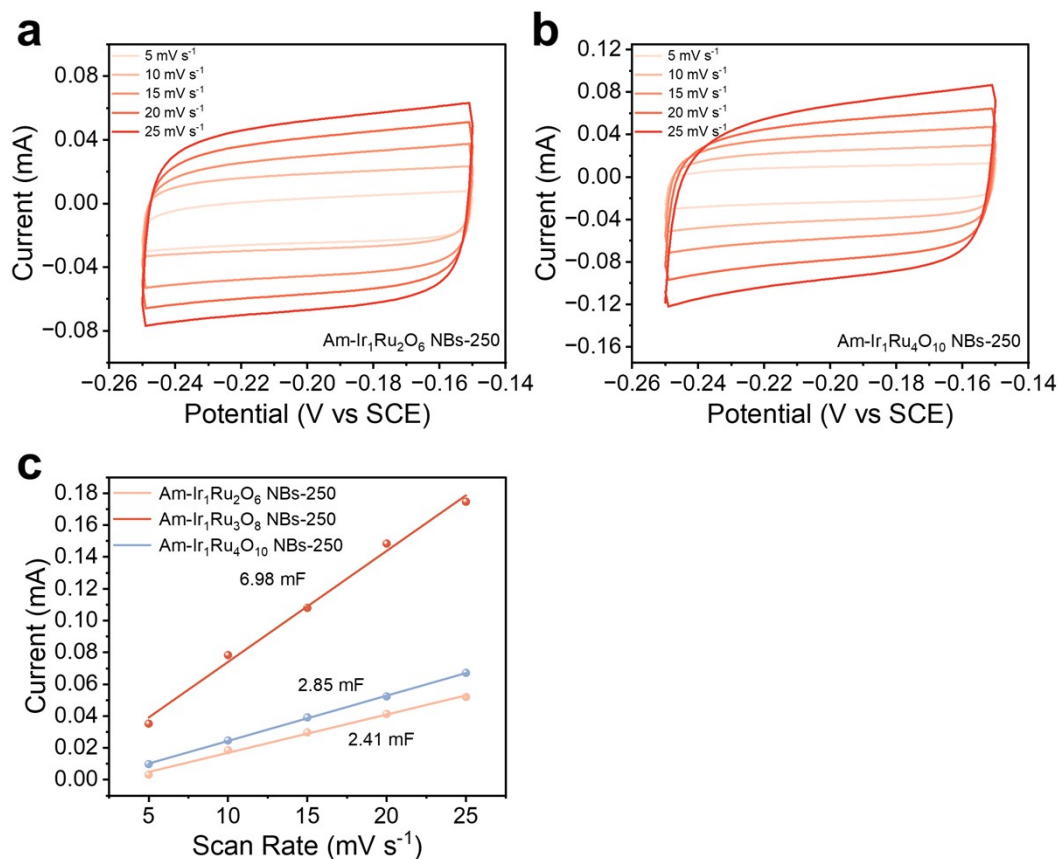 a
5 mV s⁻¹
10 mV s⁻¹
15 mV s⁻¹
20 mV s⁻¹
25 mV s⁻¹
0.08
0.04
0.00
−0.04
−0.08
Current (mA)
Am-Ir₁Ru₂O₆ NBs-250
−0.26 −0.24 −0.22 −0.20 −0.18 −0.16 −0.14
Potential (V vs SCE)
b
5 mV s⁻¹
10 mV s⁻¹
15 mV s⁻¹
20 mV s⁻¹
25 mV s⁻¹
0.12
0.08
0.04
0.00
−0.04
−0.08
−0.12
−0.16
Current (mA)
Am-Ir₁Ru₄O₁₀ NBs-250
−0.26 −0.24 −0.22 −0.20 −0.18 −0.16 −0.14
Potential (V vs SCE)
c
Am-Ir₁Ru₂O₆ NBs-250
Am-Ir₁Ru₃O₈ NBs-250
Am-Ir₁Ru₄O₁₀ NBs-250
6.98 mF
2.85 mF
2.41 mF
0.18
0.16
0.14
0.12
0.10
0.08
0.06
0.04
0.02
0.00
Current (mA)
5 10 15 20 25
Scan Rate (mV s⁻¹)